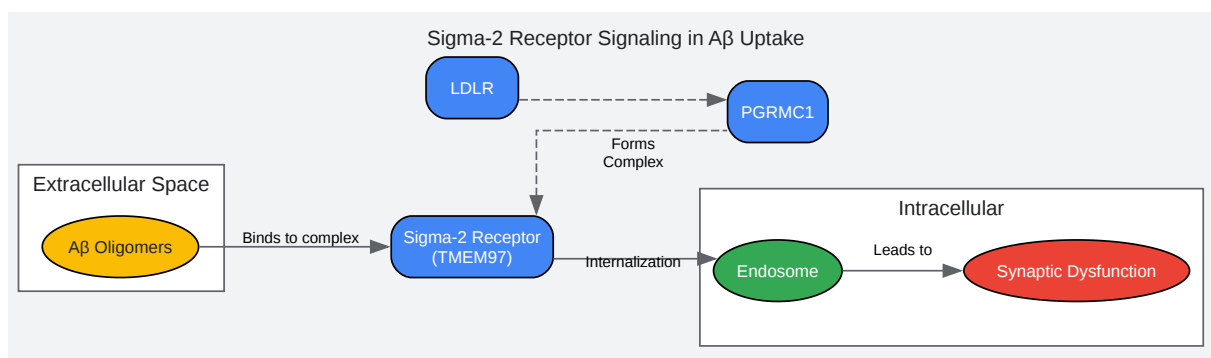 Sigma-2 Receptor Signaling in Aβ Uptake
LDLR
PGRMC1
Forms
Complex
Extracellular Space
Aβ Oligomers
Binds to complex
Sigma-2 Receptor
(TMEM97)
Internalization
Intracellular
Endosome
Leads to
Synaptic Dysfunction